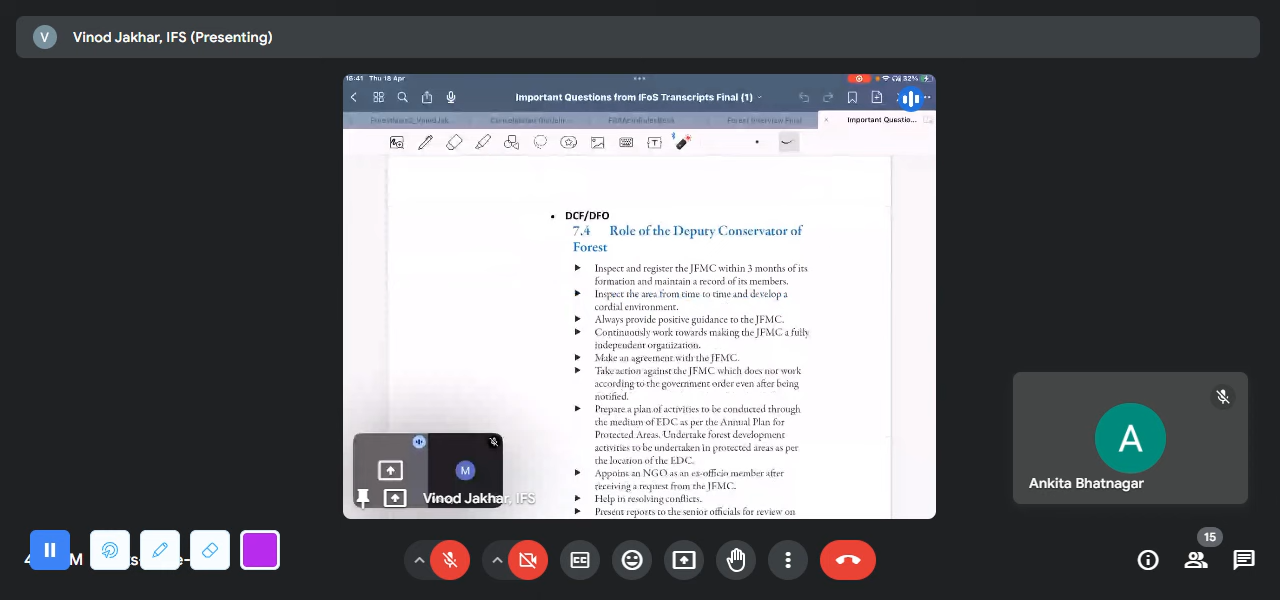 V
Vinod Jakhar, IFS (Presenting)
16:41 Thu 18 Apr
32%
Important Questions from IFoS Transcripts Final (1)
Forest Interview Final
Important Questio...
T
• DCF/DFO
7.4 Role of the Deputy Conservator of
Forest
Inspect and register the JFMC within 3 months of its
formation and maintain a record of its members.
Inspect the area from time to time and develop a
cordial environment.
Always provide positive guidance to the JFMC.
Continuously work towards making the JFMC a fully
independent organization.
Make an agreement with the JFMC.
Take action against the JFMC which does not work
according to the government order even after being
notified.
Prepare a plan of activities to be conducted through
the medium of EDC as per the Annual Plan for
Protected Areas. Undertake forest development
activities to be undertaken in protected areas as per
the location of the EDC.
Appoins an NGO as an ex-officio member after
receiving a request from the JFMC.
Help in resolving conflicts.
Present reports to the senior officials for review on
M
Vinod Jakhar, IFS
A
Ankita Bhatnagar
CC
15